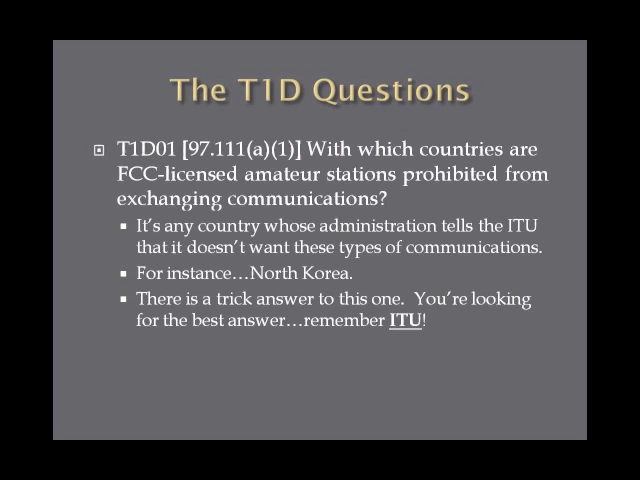 The T1D Questions
T1D01 [97.111(a)(1)] With which countries are
FCC-licensed amateur stations prohibited from
exchanging communications?
It's any country whose administration tells the ITU
that it doesn't want these types of communications.
For instance…North Korea.
There is a trick answer to this one.  You're looking
for the best answer…remember ITU!